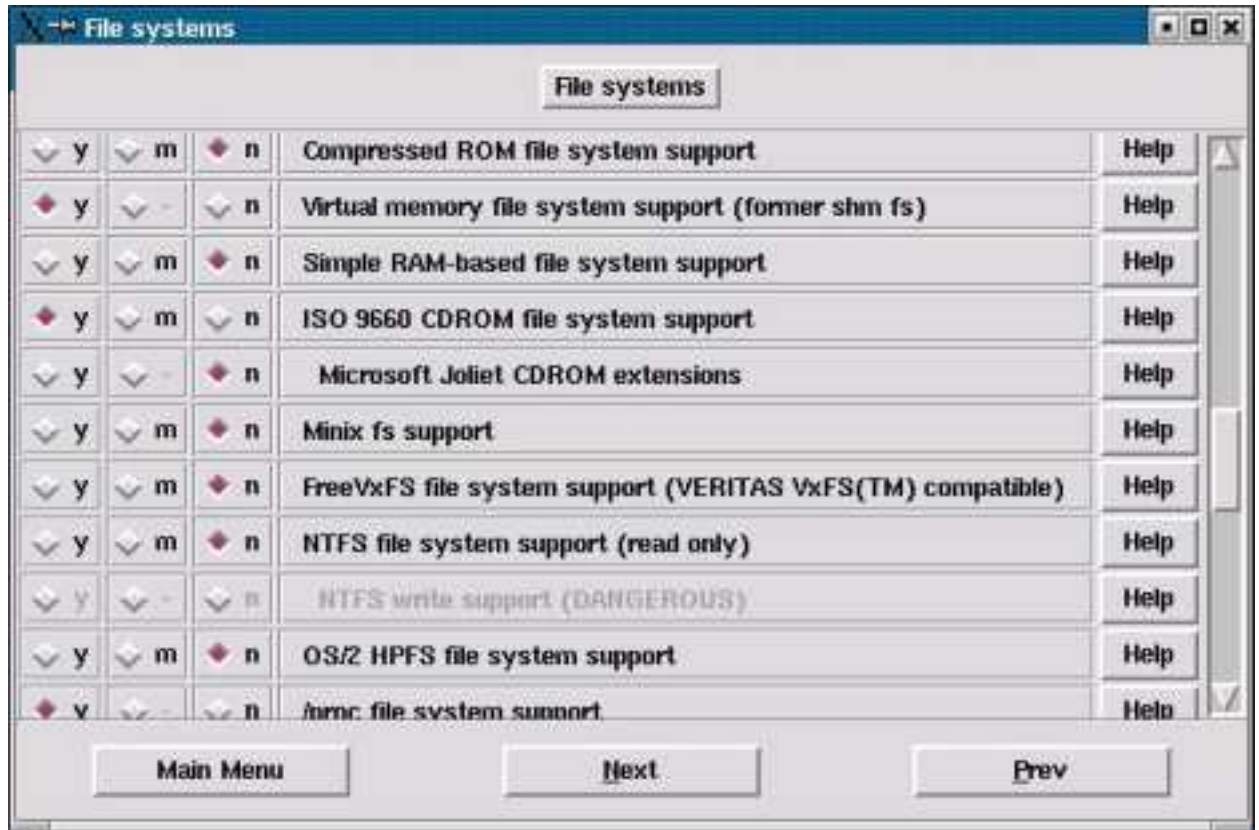 File systems
File systems
y m n Compressed ROM file system support Help
y - n Virtual memory file system support (former shm fs) Help
y m n Simple RAM-based file system support Help
y m n ISO 9660 CDROM file system support Help
y - n Microsoft Joliet CDROM extensions Help
y m n Minix fs support Help
y m n FreeVxFS file system support (VERITAS VxFS(TM) compatible) Help
y m n NTFS file system support (read only) Help
y - n NTFS write support (DANGEROUS) Help
y m n OS/2 HPFS file system support Help
y - n /proc file system support Help
Main Menu Next Prev